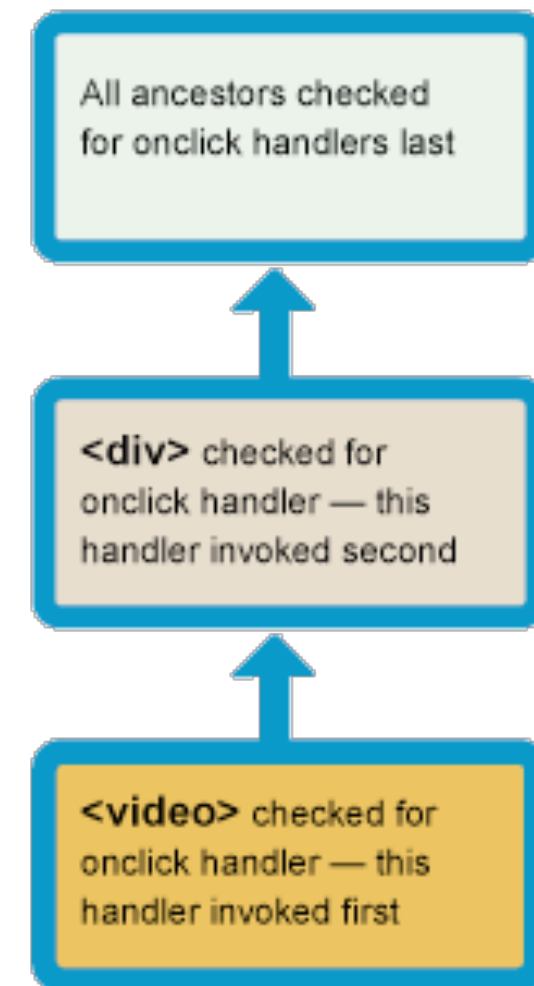 All ancestors checked
for onclick handlers last
<div> checked for
onclick handler — this
handler invoked second
<video> checked for
onclick handler — this
handler invoked first